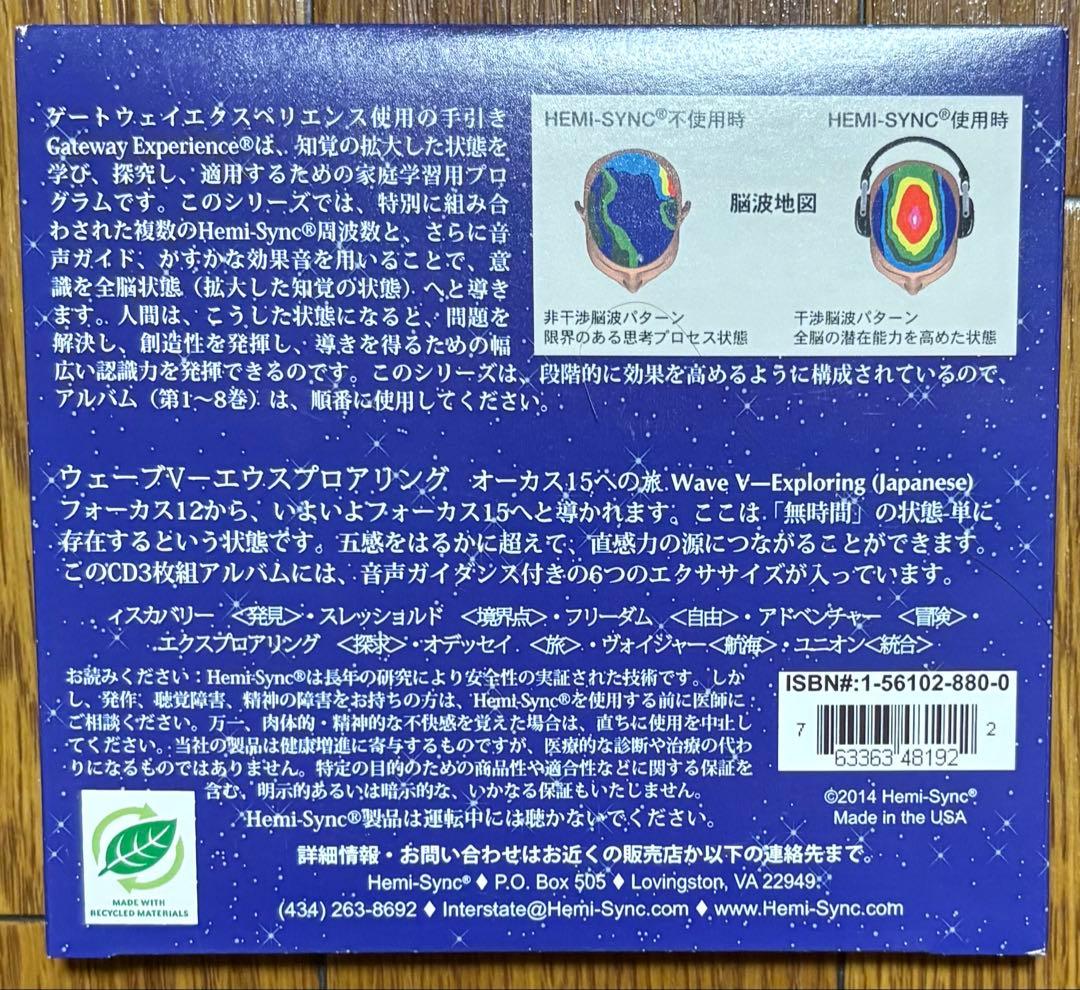 ゲートウェイエクスペリエンス使用の手引き
Gateway Experience®は、知覚の拡大した状態を
学び、探究し、適用するための家庭学習用プロ
グラムです。このシリーズでは、特別に組み合
わされた複数のHemi-Sync®周波数と、さらに音
声ガイド、かすかな効果音を用いることで、意
識を全脳状態（拡大した知覚の状態）へと導き
ます。人間は、こうした状態になると、問題を
解決し、創造性を発揮し、導きを得るための幅
広い認識力を発揮できるのです。このシリーズは、段階的に効果を高めるように構成されているので、
アルバム（第1～8巻）は、順番に使用してください。
HEMI-SYNC®不使用時
HEMI-SYNC®使用時
脳波地図
非干渉脳波パターン
限界のある思考プロセス状態
干渉脳波パターン
全脳の潜在能力を高めた状態
ウェーブV－エウスプロアリング オーカス15への旅 Wave V—Exploring (Japanese)
フォーカス12から、いよいよフォーカス15へと導かれます。ここは「無時間」の状態-単に
存在するという状態です。五感をはるかに超えて、直感力の源につながることができます。
このCD3枚組アルバムには、音声ガイダンス付きの6つのエクササイズが入っています。
ィスカバリー <発見>・スレッショルド <境界点>・フリーダム <自由>・アドベンチャー <冒険>・
エクスプロアリング <探求>・オデッセイ <旅>・ヴォイジャー<航海>・ユニオン<統合>
お読みください：Hemi-Sync®は長年の研究により安全性の実証された技術です。しか
し、発作、聴覚障害、精神の障害をお持ちの方は、Hemi-Sync®を使用する前に医師に
ご相談ください。万一、肉体的・精神的な不快感を覚えた場合は、直ちに使用を中止し
てください。当社の製品は健康増進に寄与するものですが、医療的な診断や治療の代わ
りになるものではありません。特定の目的のための商品性や適合性などに関する保証を
含む、明示的あるいは暗示的な、いかなる保証もいたしません。
Hemi-Sync®製品は運転中には聴かないでください。
ISBN#:1-56102-880-0
7 63363 48192 2
©2014 Hemi-Sync®
Made in the USA
MADE WITH
RECYCLED MATERIALS
詳細情報・お問い合わせはお近くの販売店か以下の連絡先まで。
Hemi-Sync® ♦ P.O. Box 505 ♦ Lovingston, VA 22949
(434) 263-8692 ♦ Interstate@Hemi-Sync.com ♦ www.Hemi-Sync.com